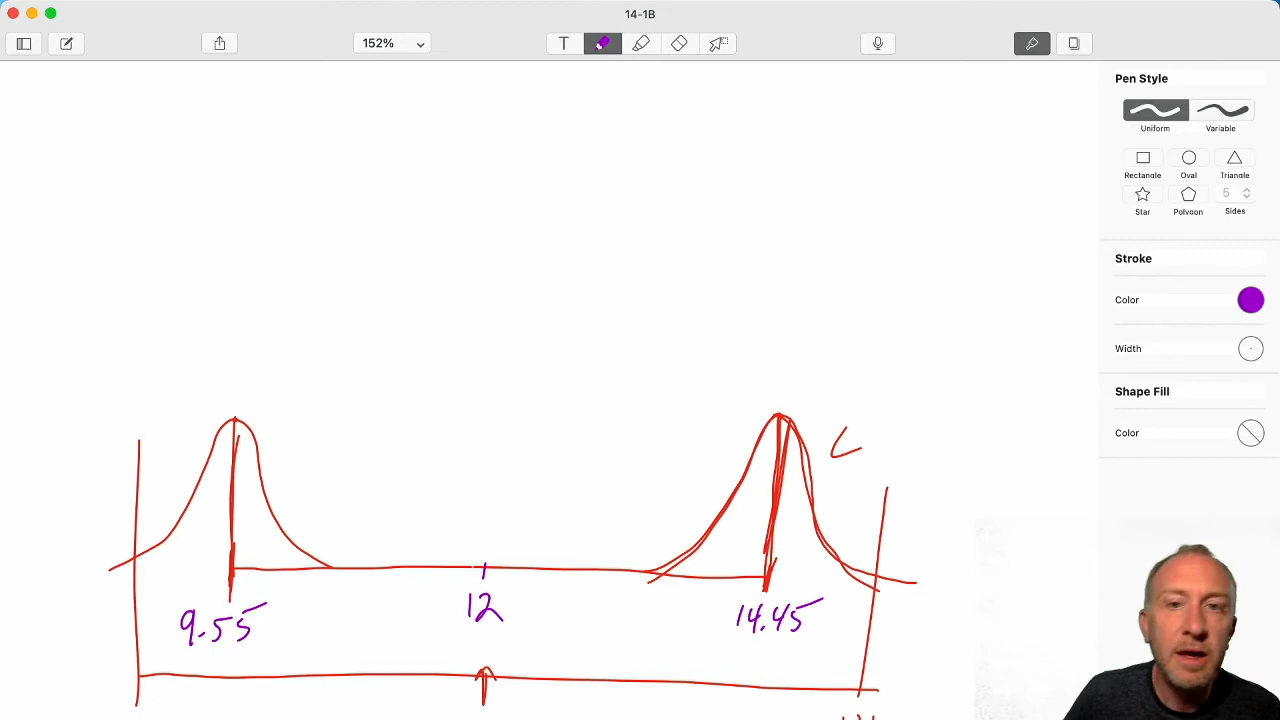 14-1B
152%
T
Pen Style
Uniform
Variable
Rectangle
Oval
Triangle
5
Star
Polygon
Sides
Stroke
Color
Width
Shape Fill
Color
9.55
12
14.45